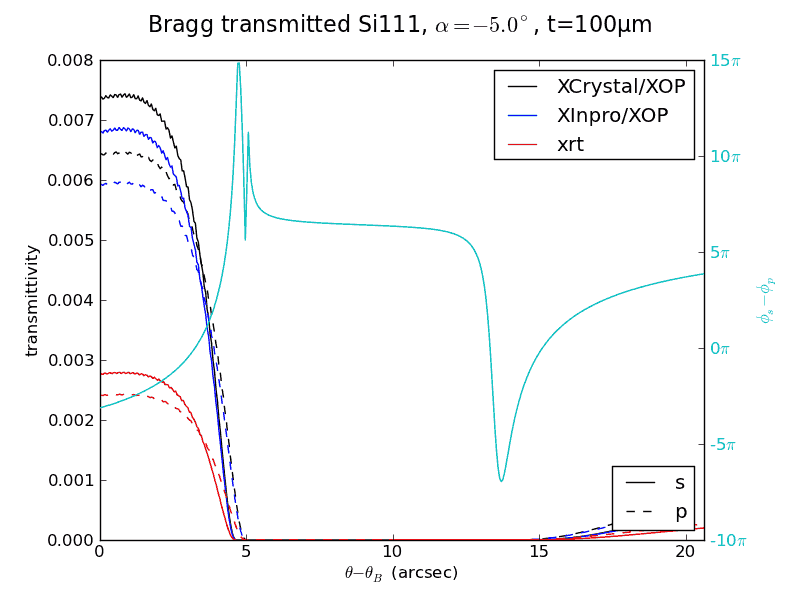 Bragg transmitted Si111, α=−5.0°, t=100µm
0.008
0.007
0.006
0.005
0.004
0.003
0.002
0.001
0.000
transmittivity
0
5
10
15
20
θ−θ_B (arcsec)
15π
10π
5π
0π
-5π
-10π
ϕ_s−ϕ_p
XCrystal/XOP
XInpro/XOP
xrt
s
p